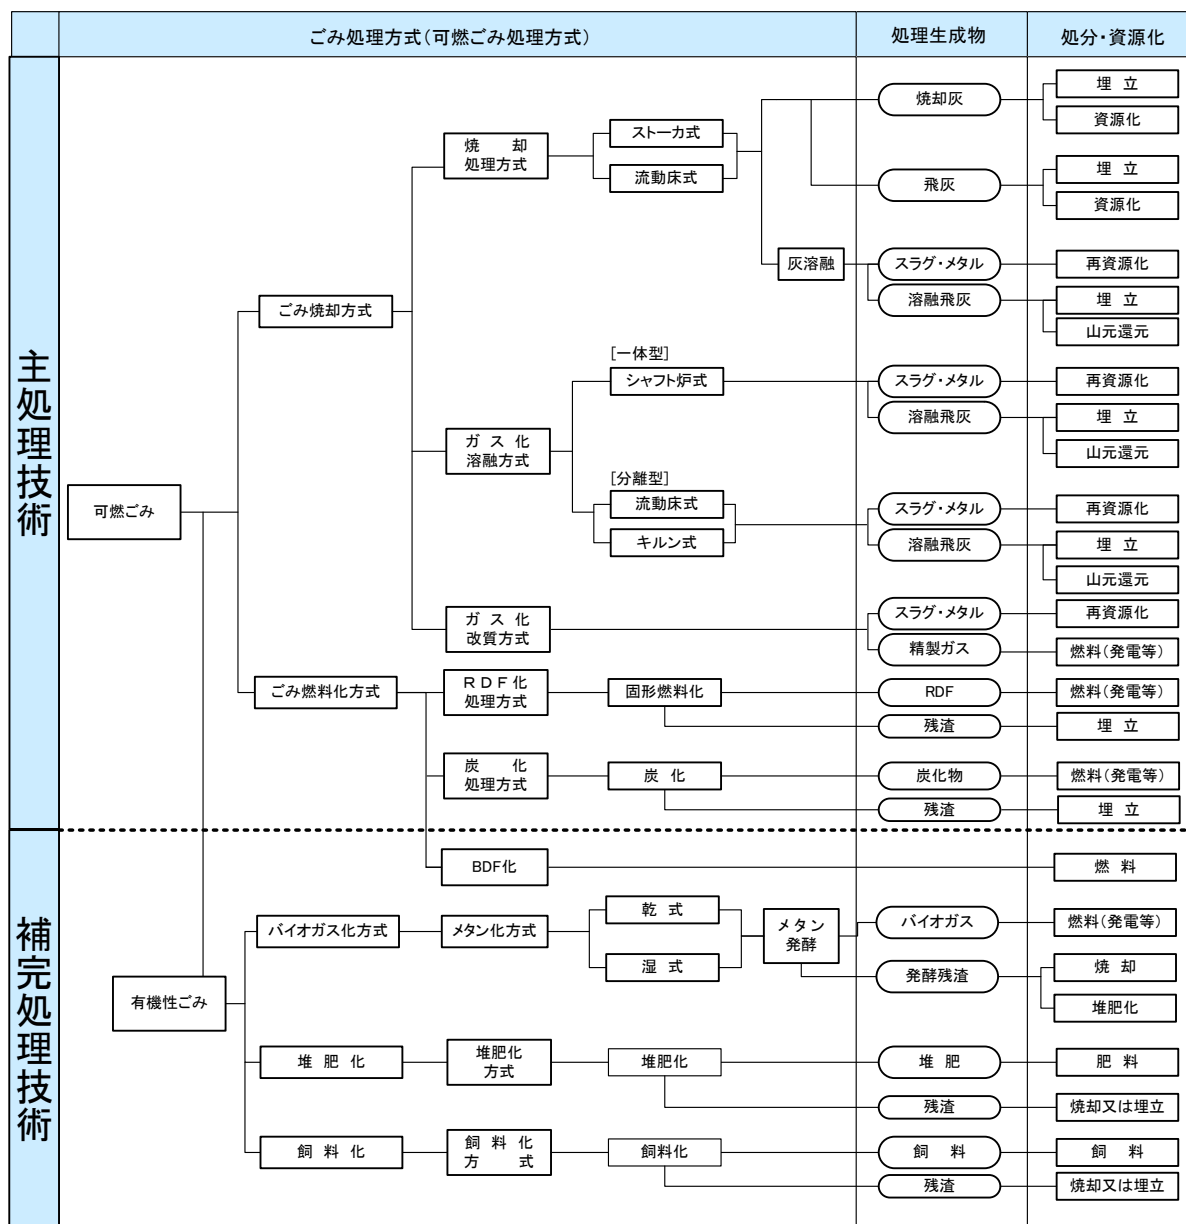 ごみ処理方式(可燃ごみ処理方式)
処理生成物
処分・資源化
主処理技術
可燃ごみ
ごみ焼却方式
焼 却
処理方式
ストーカ式
流動床式
焼却灰
埋 立
資源化
飛灰
埋 立
資源化
灰溶融
スラグ・メタル
再資源化
溶融飛灰
埋 立
山元還元
ガ ス 化
溶融方式
[一体型]
シャフト炉式
スラグ・メタル
再資源化
溶融飛灰
埋 立
山元還元
[分離型]
流動床式
キルン式
スラグ・メタル
再資源化
溶融飛灰
埋 立
山元還元
ガ ス 化
改質方式
スラグ・メタル
再資源化
精製ガス
燃料(発電等)
ごみ燃料化方式
RDF化
処理方式
固形燃料化
RDF
燃料(発電等)
残渣
埋 立
炭 化
処理方式
炭 化
炭化物
燃料(発電等)
残渣
埋 立
補完処理技術
BDF化
燃 料
有機性ごみ
バイオガス化方式
メタン化方式
乾 式
湿 式
メタン
発酵
バイオガス
燃料(発電等)
発酵残渣
焼 却
堆肥化
堆 肥 化
堆肥化
方式
堆肥化
堆 肥
肥 料
残渣
焼却又は埋立
飼 料 化
飼 料 化
方 式
飼料化
飼 料
飼 料
残渣
焼却又は埋立